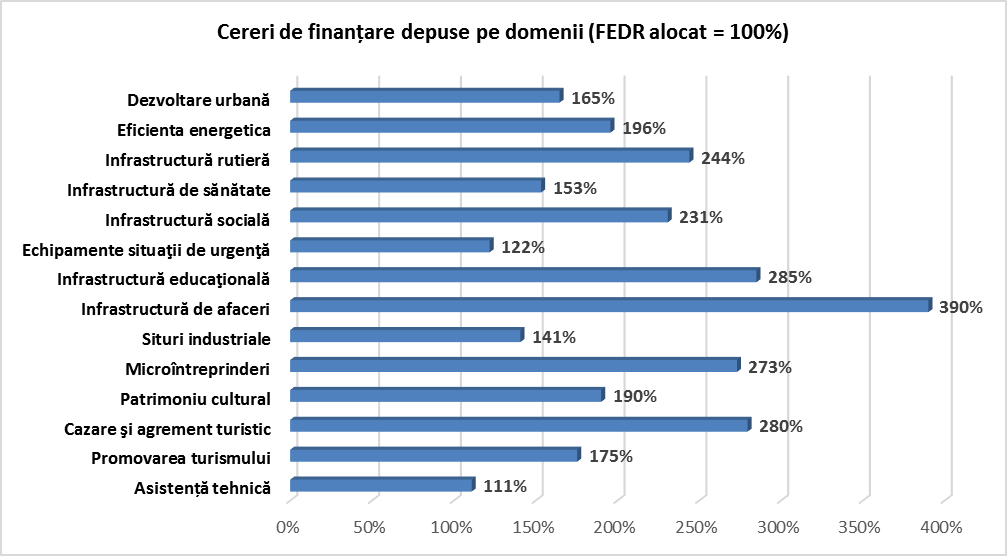 Cereri de finanțare depuse pe domenii (FEDR alocat = 100%)
Dezvoltare urbană 165%
Eficienta energetica 196%
Infrastructură rutieră 244%
Infrastructură de sănătate 153%
Infrastructură socială 231%
Echipamente situaţii de urgenţă 122%
Infrastructură educaţională 285%
Infrastructură de afaceri 390%
Situri industriale 141%
Microîntreprinderi 273%
Patrimoniu cultural 190%
Cazare şi agrement turistic 280%
Promovarea turismului 175%
Asistență tehnică 111%
0% 50% 100% 150% 200% 250% 300% 350% 400%